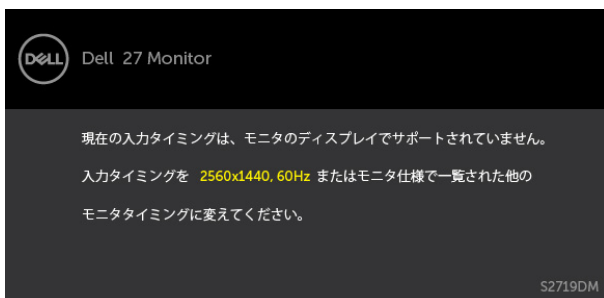 DELL
Dell 27 Monitor
現在の入力タイミングは、モニタのディスプレイでサポートされていません。
入力タイミングを 2560x1440, 60Hz またはモニタ仕様で一覧された他の
モニタタイミングに変えてください。
S2719DM